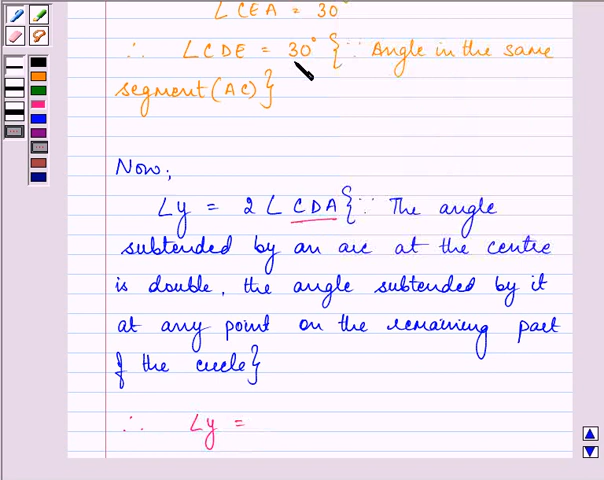 ∠CEA = 30°
∴ ∠CDE = 30° {∵ Angle in the same
segment (AC)}
Now,
∠y = 2 ∠CDA {∵ The angle
subtended by an arc at the centre
is double, the angle subtended by it
at any point on the remaining part
of the circle}
∴ ∠y =